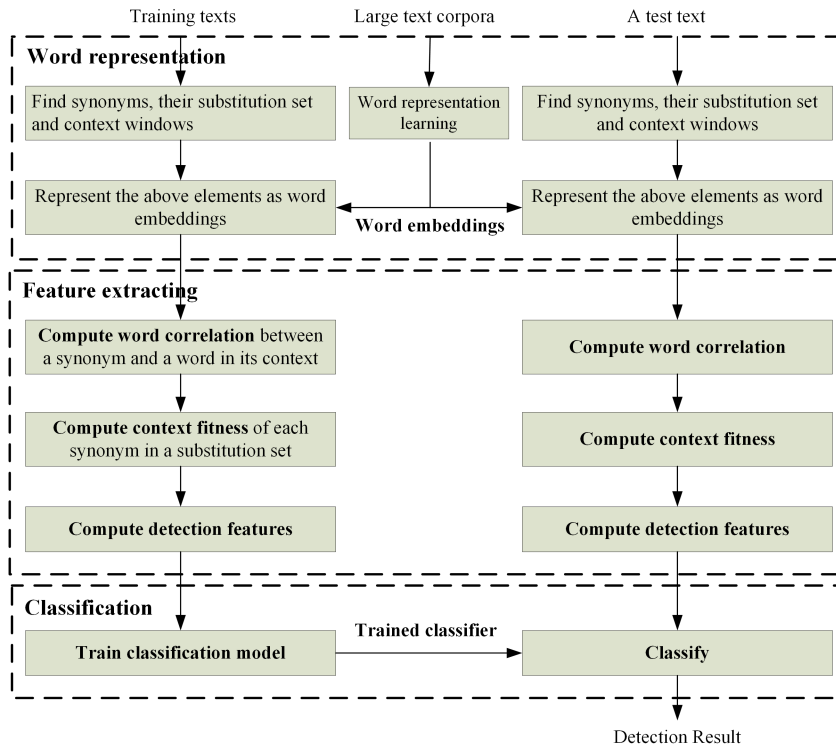 Training texts
Large text corpora
A test text
Word representation
Find synonyms, their substitution set
and context windows
Word representation
learning
Find synonyms, their substitution set
and context windows
Represent the above elements as word
embeddings
Word embeddings
Represent the above elements as word
embeddings
Feature extracting
Compute word correlation between
a synonym and a word in its context
Compute word correlation
Compute context fitness of each
synonym in a substitution set
Compute context fitness
Compute detection features
Compute detection features
Classification
Train classification model
Trained classifier
Classify
Detection Result